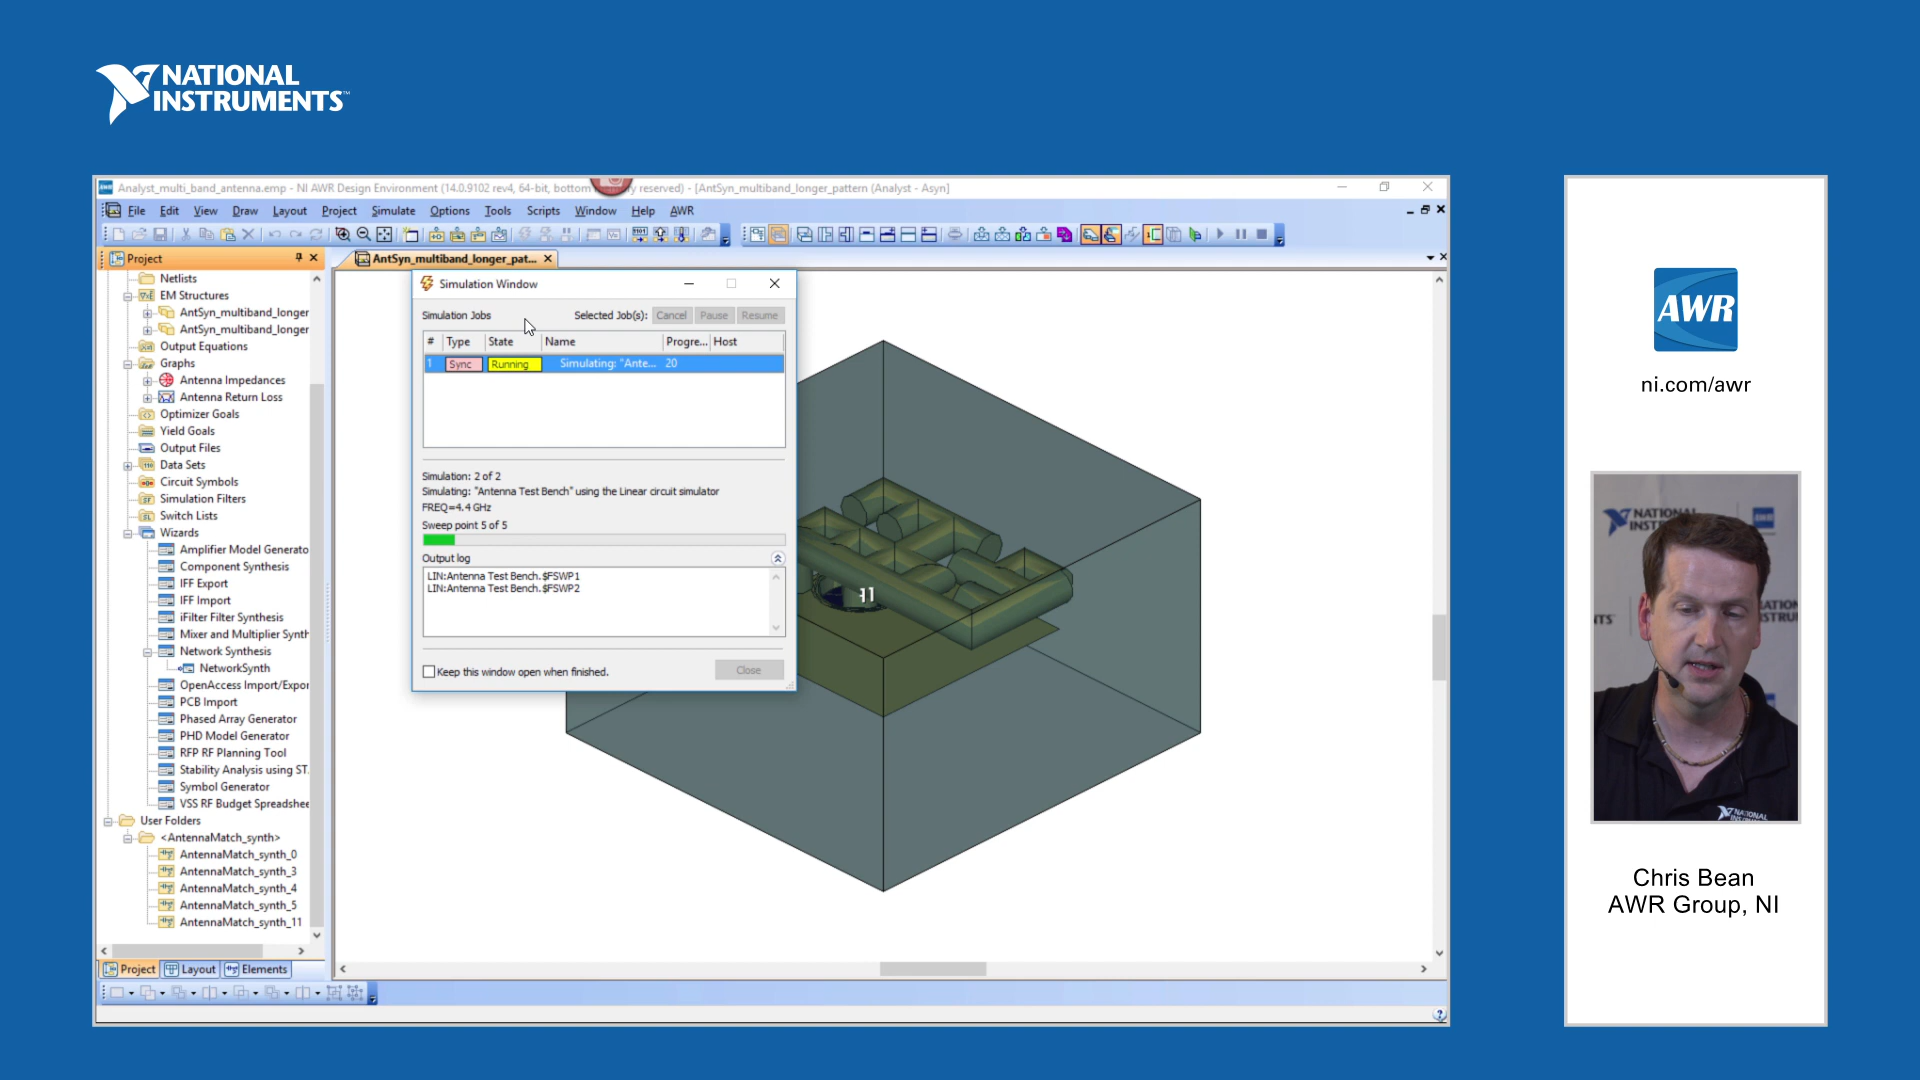 NATIONAL
INSTRUMENTS™
Analyst_multi_band_antenna.emp - NI AWR Design Environment (14.0.9102 rev4, 64-bit, bottom
reserved) - [AntSyn_multiband_longer_pattern (Analyst - Asyn)]
File Edit View Draw Layout Project Simulate Options Tools Scripts Window Help AWR
Project
AntSyn_multiband_longer_pat...
Netlists
EM Structures
AntSyn_multiband_longer
AntSyn_multiband_longer
Output Equations
Graphs
Antenna Impedances
Antenna Return Loss
Optimizer Goals
Yield Goals
Output Files
Data Sets
Circuit Symbols
Simulation Filters
Switch Lists
Wizards
Amplifier Model Generato
Component Synthesis
IFF Export
IFF Import
iFilter Filter Synthesis
Mixer and Multiplier Synth
Network Synthesis
NetworkSynth
OpenAccess Import/Expor
PCB Import
Phased Array Generator
PHD Model Generator
RFP RF Planning Tool
Stability Analysis using ST
Symbol Generator
VSS RF Budget Spreadshee
User Folders
<AntennaMatch_synth>
AntennaMatch_synth_0
AntennaMatch_synth_3
AntennaMatch_synth_4
AntennaMatch_synth_5
AntennaMatch_synth_11
Project Layout Elements
Simulation Window
Simulation Jobs Selected Job(s): Cancel Pause Resume
# Type State Name Progre... Host
1 Sync Running Simulating: "Ante... 20
Simulation: 2 of 2
Simulating: "Antenna Test Bench" using the Linear circuit simulator
FREQ=4.4 GHz
Sweep point 5 of 5
Output log
LIN:Antenna Test Bench.$FSWP1
LIN:Antenna Test Bench.$FSWP2
Keep this window open when finished.
Close
AWR
ni.com/awr
Chris Bean
AWR Group, NI